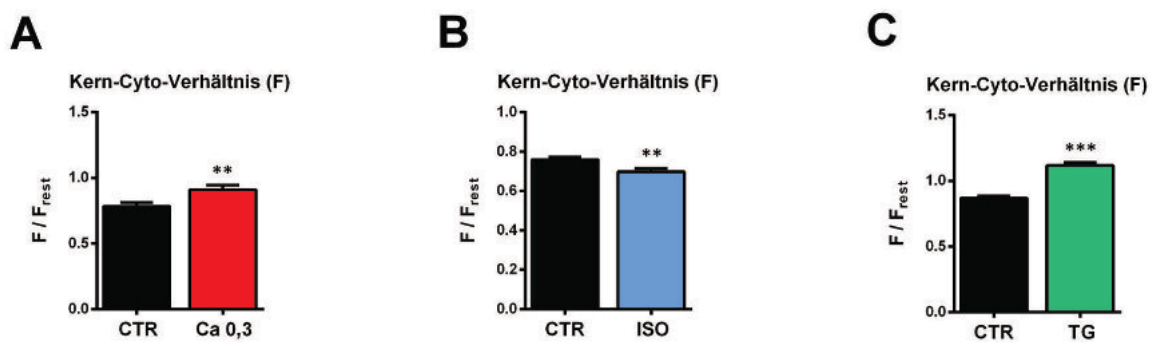 A
Kern-Cyto-Verhältnis (F)
F / Frest
1.5
1.0
0.5
0.0
**
CTR
Ca 0,3
B
Kern-Cyto-Verhältnis (F)
F / Frest
1.0
0.8
0.6
0.4
0.2
0.0
**
CTR
ISO
C
Kern-Cyto-Verhältnis (F)
F / Frest
1.5
1.0
0.5
0.0
***
CTR
TG